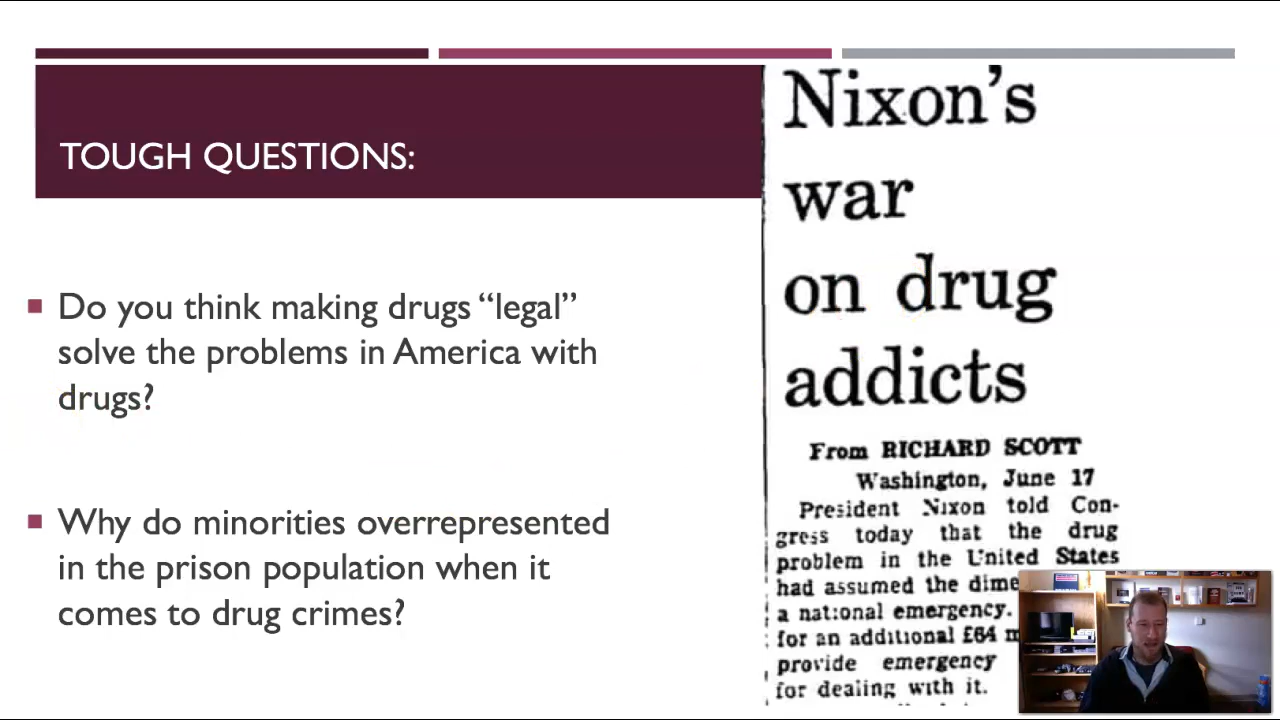 TOUGH QUESTIONS:
Do you think making drugs “legal”
solve the problems in America with
drugs?
Why do minorities overrepresented
in the prison population when it
comes to drug crimes?
Nixon’s
war
on drug
addicts
From RICHARD SCOTT
Washington, June 17
President Nixon told Con-
gress today that the drug
problem in the United States
had assumed the dime
a national emergency.
for an additional £64 m
provide emergency
for dealing with it.